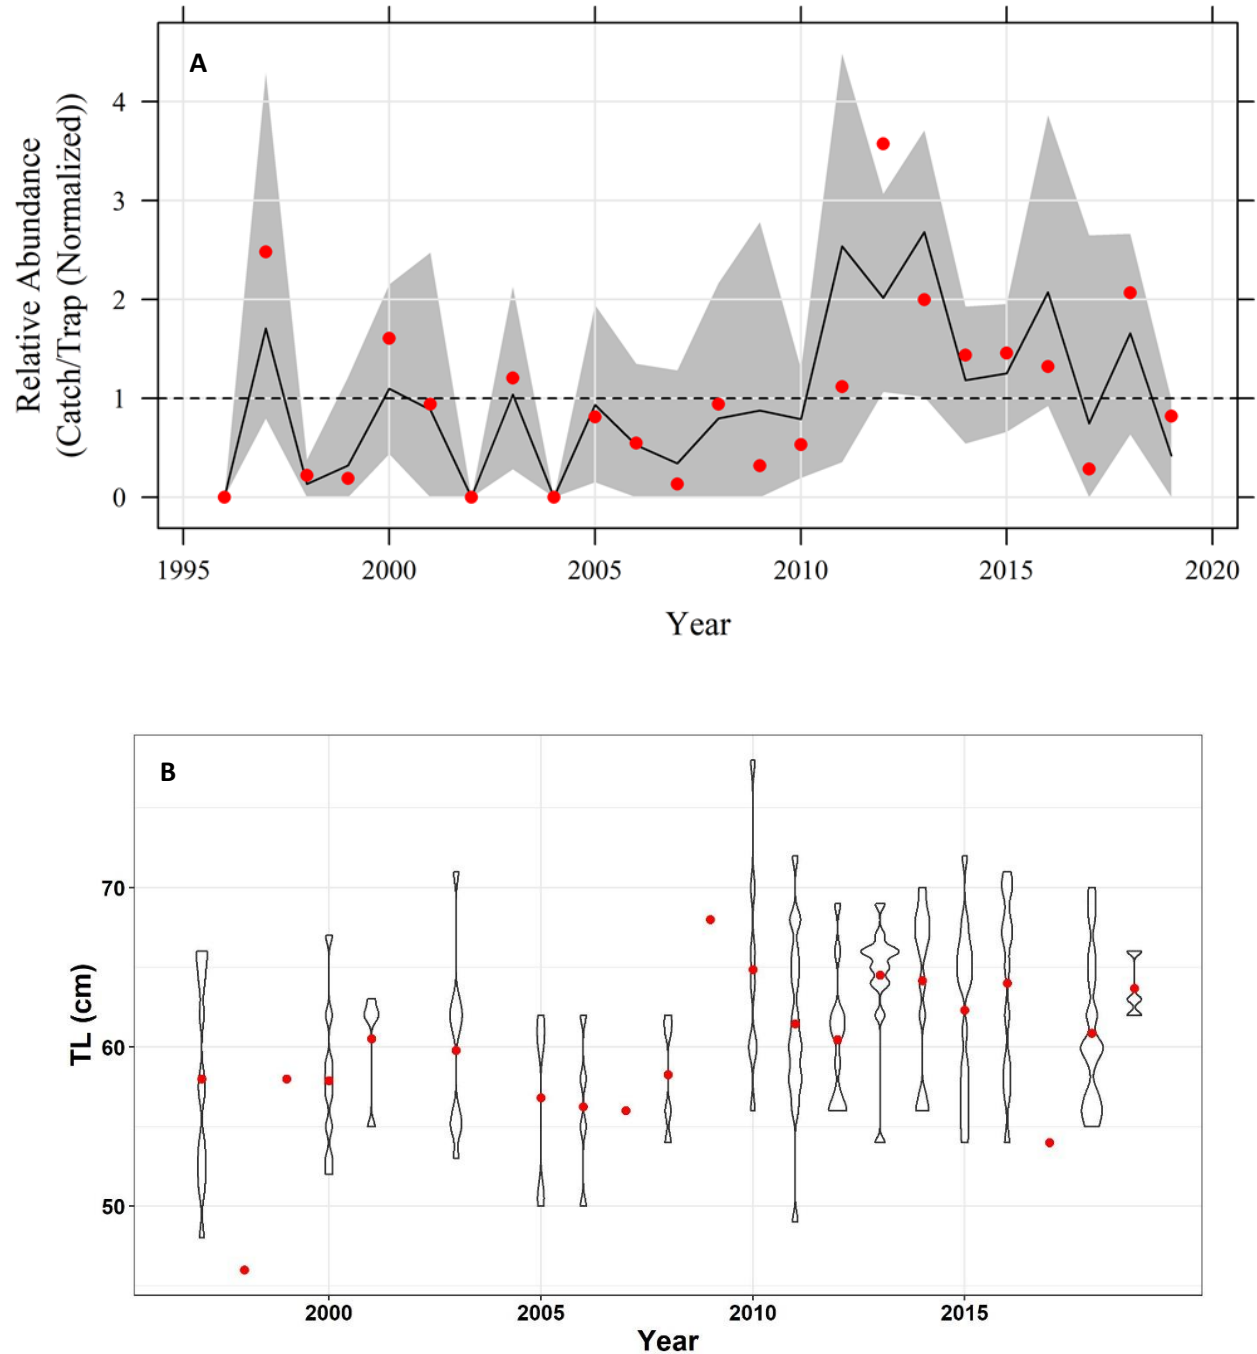 A
Relative Abundance
(Catch/Trap (Normalized))
4
3
2
1
0
1995 2000 2005 2010 2015 2020
Year
B
TL (cm)
70
60
50
2000 2005 2010 2015
Year